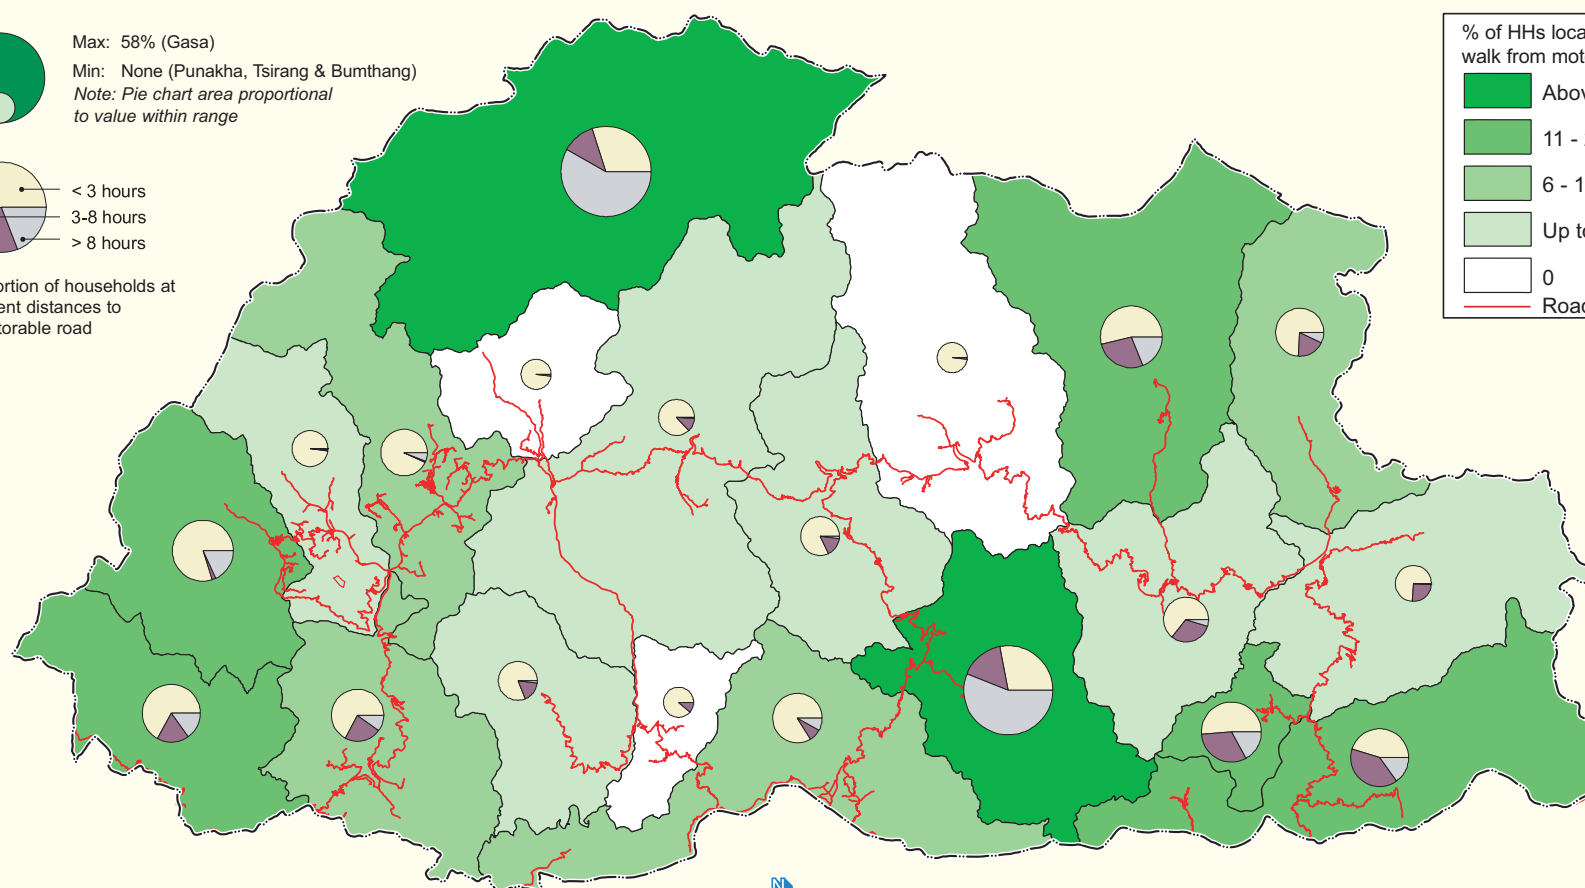 Max: 58% (Gasa)
Min: None (Punakha, Tsirang & Bumthang)
Note: Pie chart area proportional
to value within range
< 3 hours
3-8 hours
> 8 hours
ortion of households at
ent distances to
torable road
% of HHs loca
walk from mot
Abov
11 -
6 - 1
Up to
0
Road
N